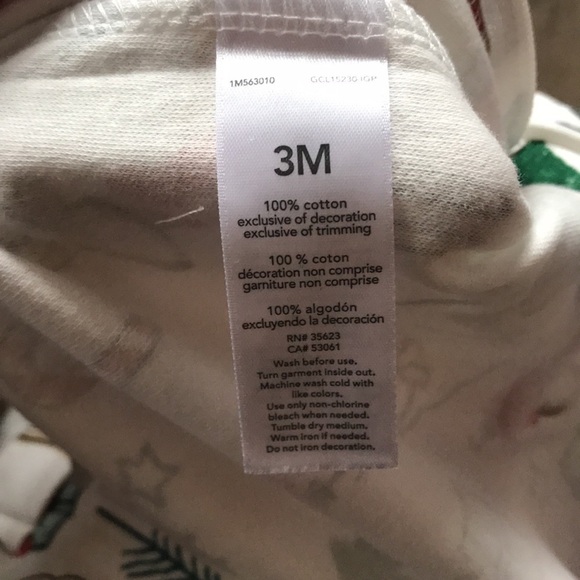 1M563010
3M
100% cotton
exclusive of decoration
exclusive of trimming
100 % coton
décoration non comprise
garniture non comprise
100% algodón
excluyendo la decoración
RN# 35623
CA# 53061
Wash before use.
Turn garment inside out.
Machine wash cold with
like colors.
Use only non-chlorine
bleach when needed.
Tumble dry medium.
Warm iron if needed.
Do not iron decoration.